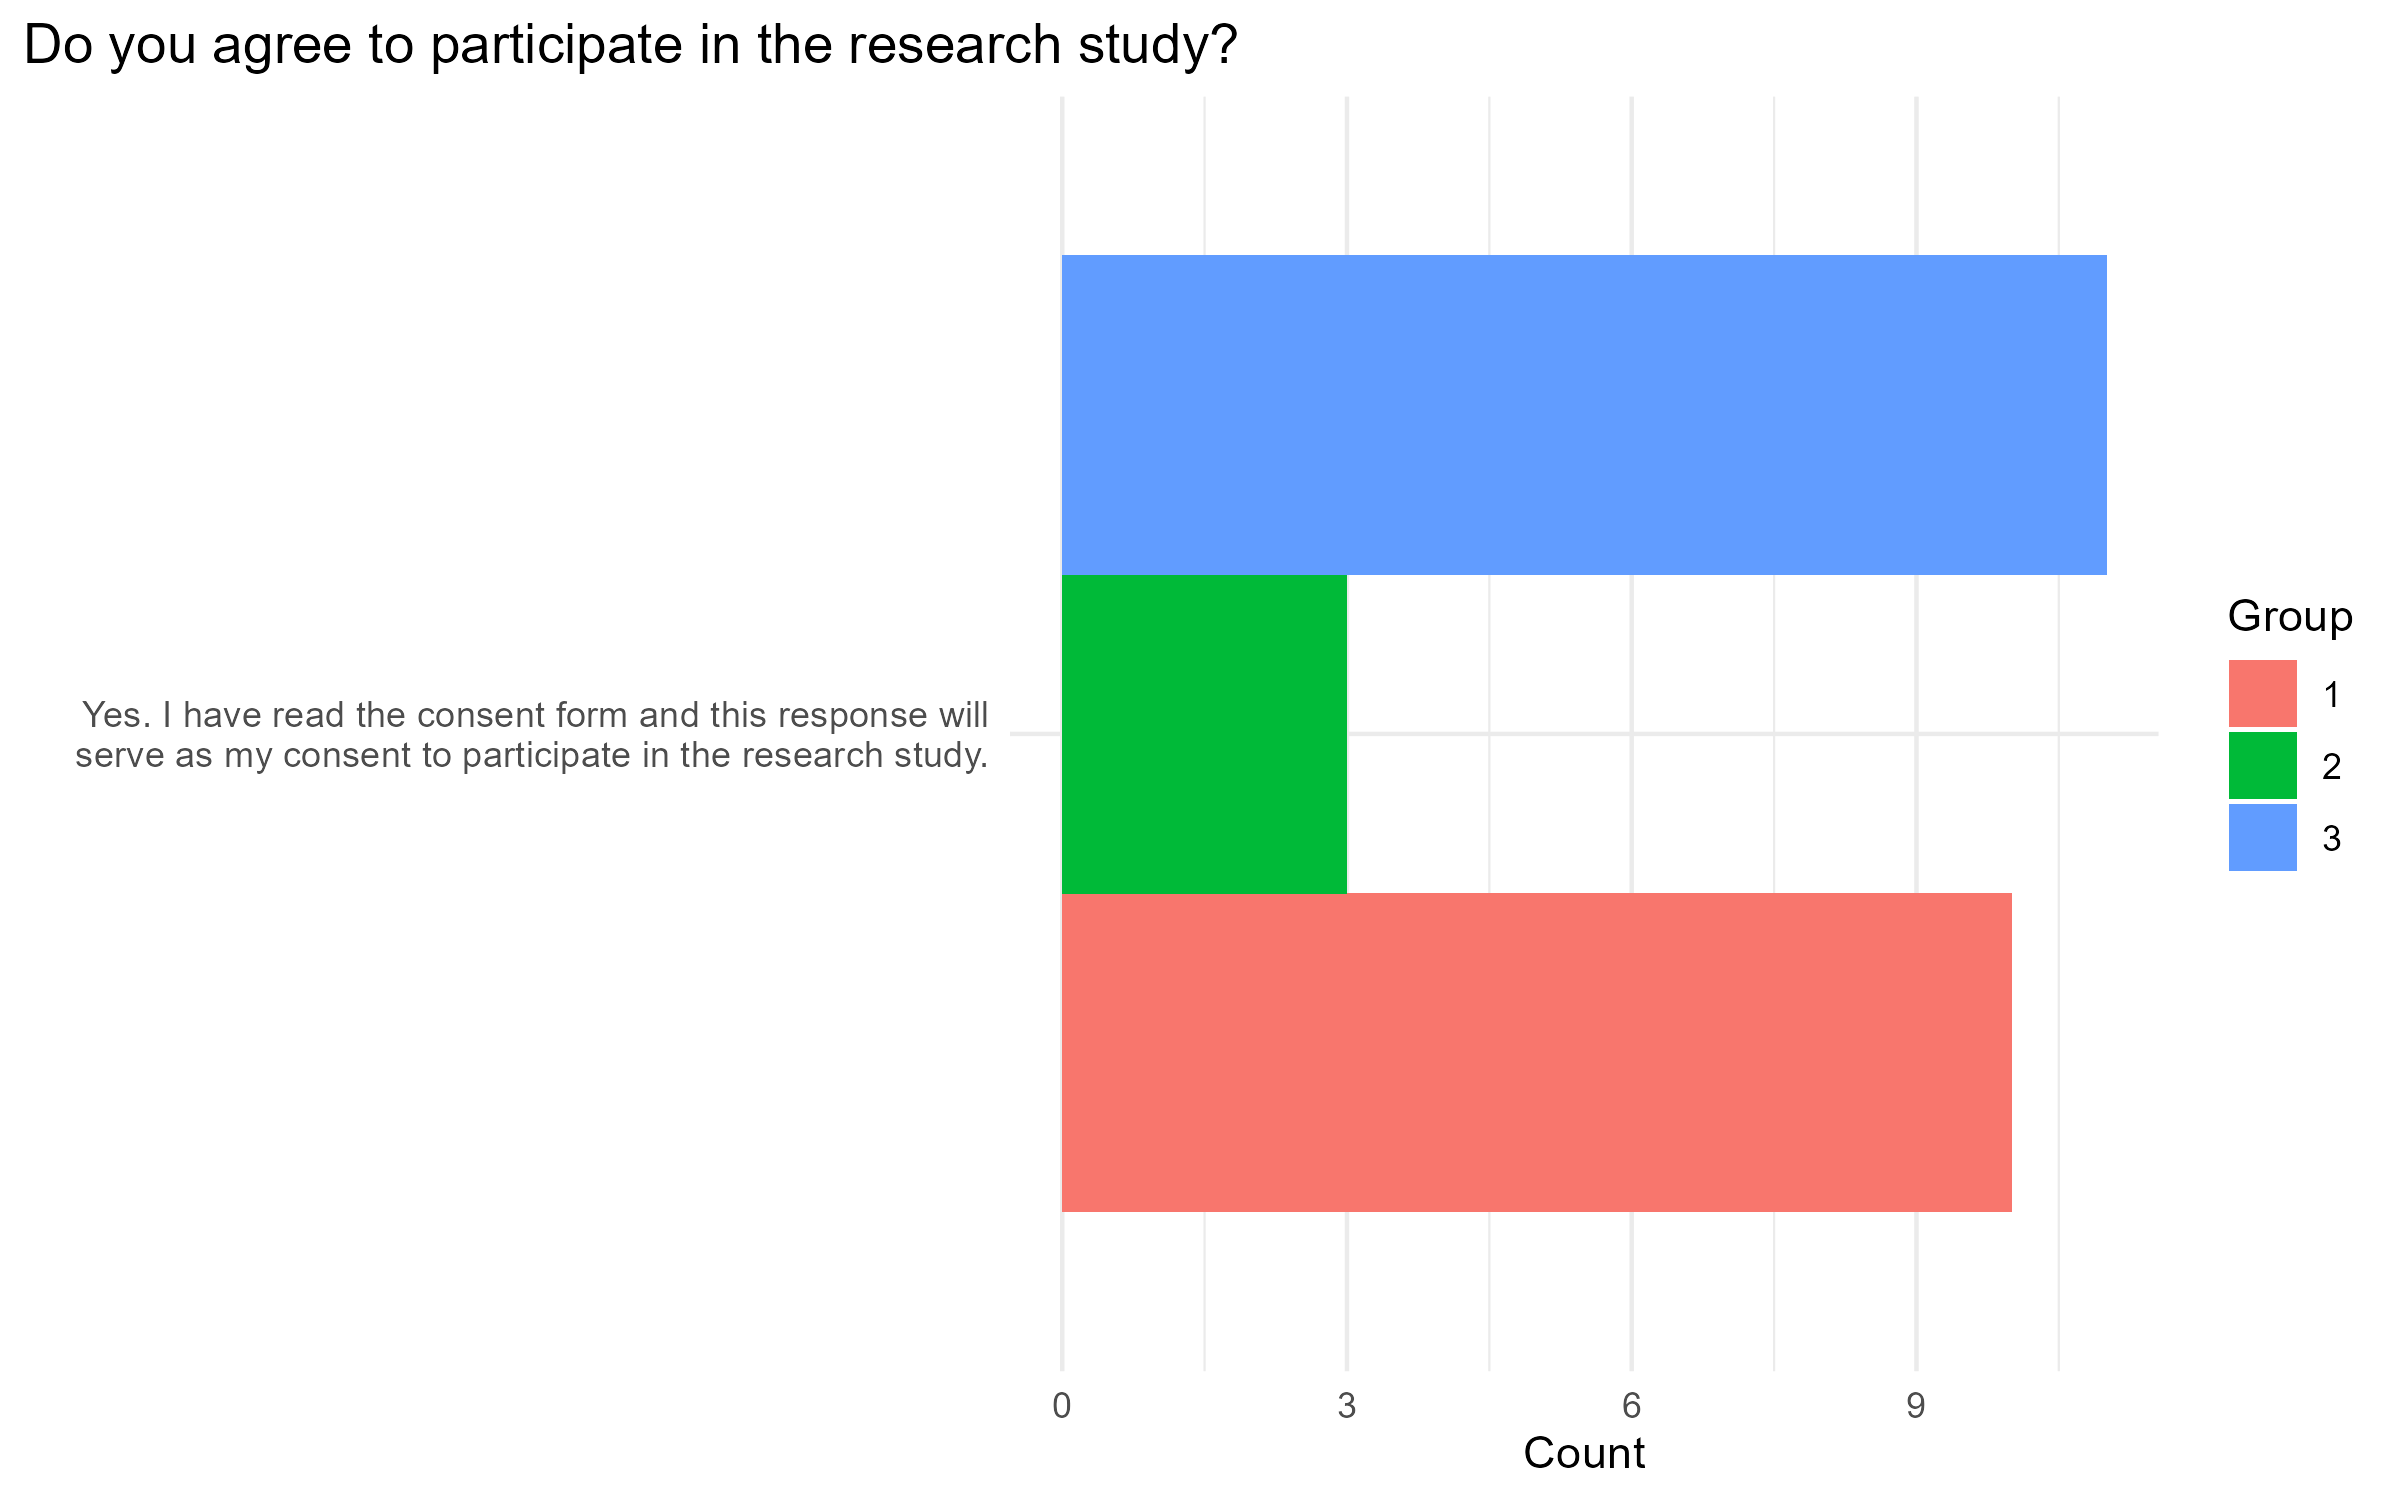 Do you agree to participate in the research study?
Yes. I have read the consent form and this response will
serve as my consent to participate in the research study.
Group
1
2
3
0 3 6 9
Count